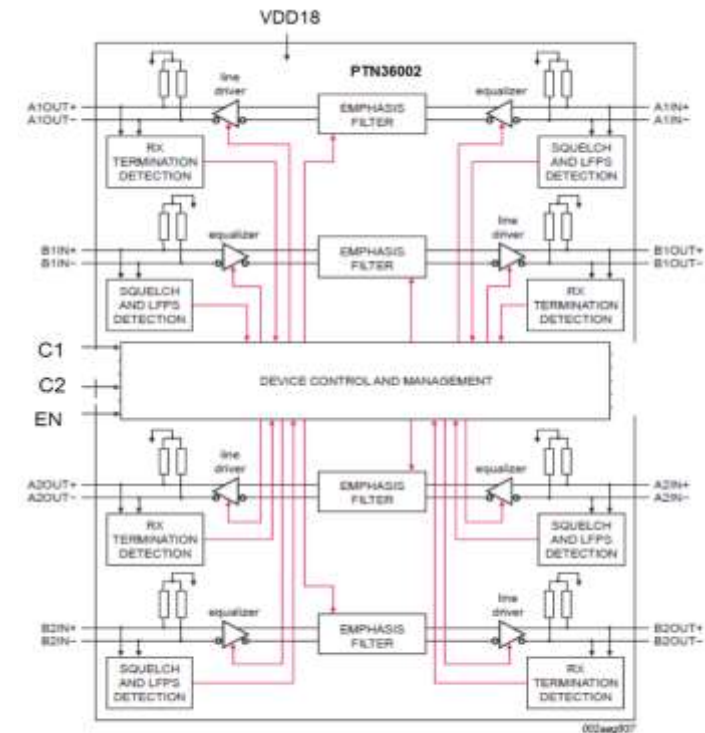 VDD18
PTN36002
line
driver
equalizer
A1OUT+
A1OUT−
EMPHASIS
FILTER
A1IN+
A1IN−
RX
TERMINATION
DETECTION
SQUELCH
AND LFPS
DETECTION
equalizer
line
driver
B1IN+
B1IN−
EMPHASIS
FILTER
B1OUT+
B1OUT−
SQUELCH
AND LFPS
DETECTION
RX
TERMINATION
DETECTION
C1
C2
EN
DEVICE CONTROL AND MANAGEMENT
line
driver
equalizer
A2OUT+
A2OUT−
EMPHASIS
FILTER
A2IN+
A2IN−
RX
TERMINATION
DETECTION
SQUELCH
AND LFPS
DETECTION
equalizer
line
driver
B2IN+
B2IN−
EMPHASIS
FILTER
B2OUT+
B2OUT−
SQUELCH
AND LFPS
DETECTION
RX
TERMINATION
DETECTION